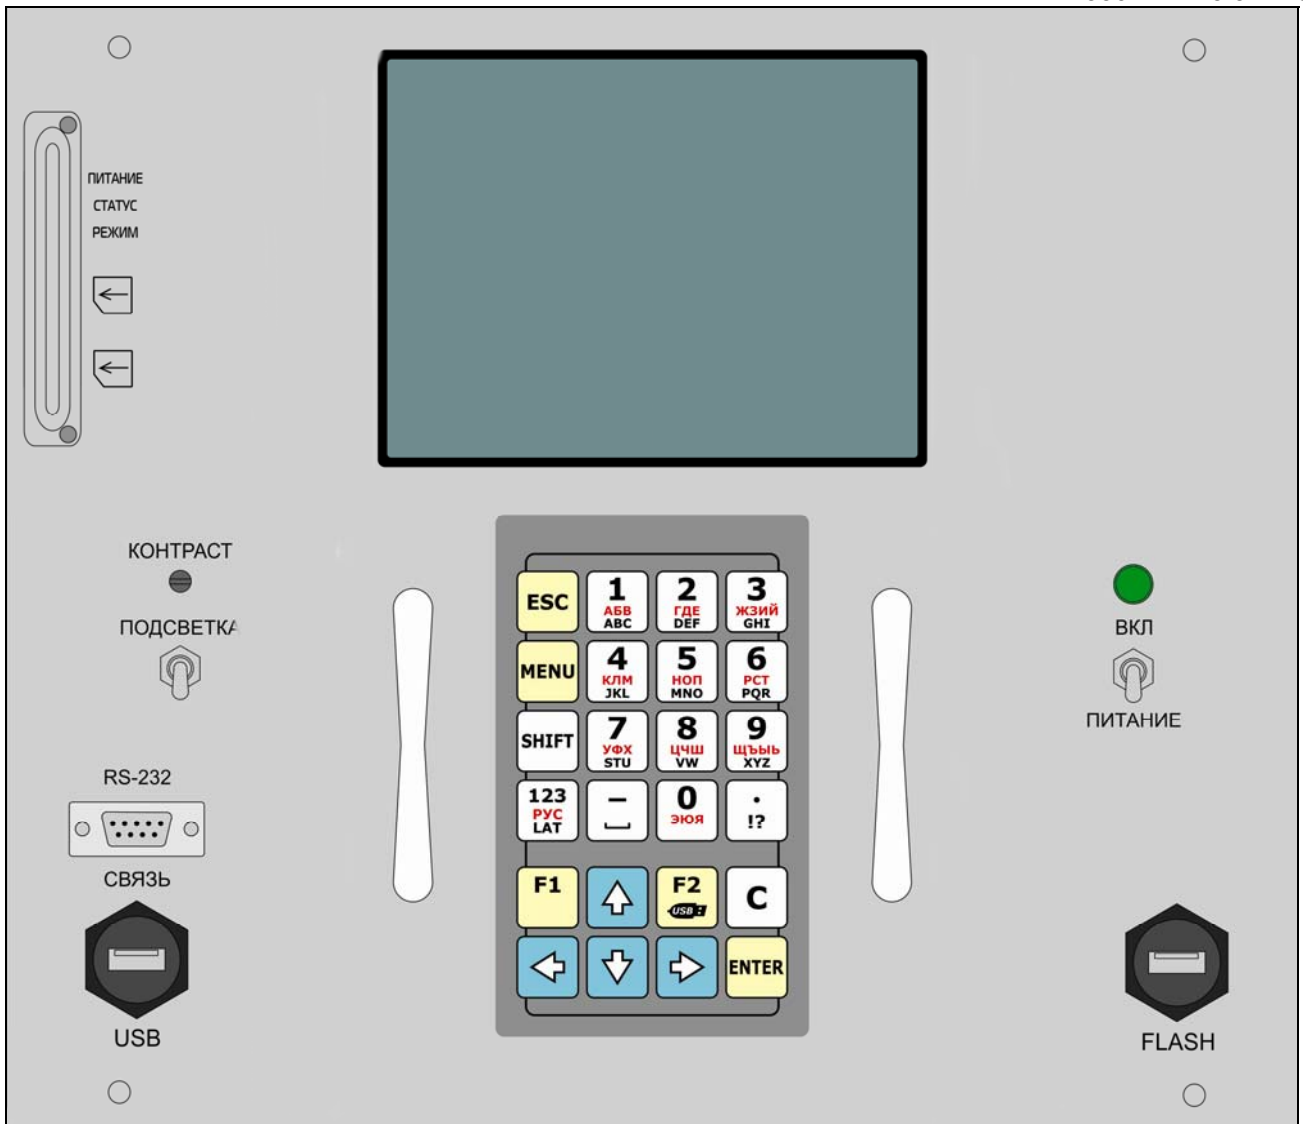 ПИТАНИЕ
СТАТУС
РЕЖИМ
КОНТРАСТ
ПОДСВЕТКА
RS-232
СВЯЗЬ
USB
ESC
1
АБВ
ABC
2
ГДЕ
DEF
3
ЖЗИЙ
GHI
MENU
4
КЛМ
JKL
5
НОП
MNO
6
РСТ
PQR
SHIFT
7
УФХ
STU
8
ЦЧШ
VW
9
ЩЪЫЬ
XYZ
123
РУС
LAT
–
0
ЭЮЯ
.
!?
F1
F2
USB
C
ENTER
ВКЛ
ПИТАНИЕ
FLASH